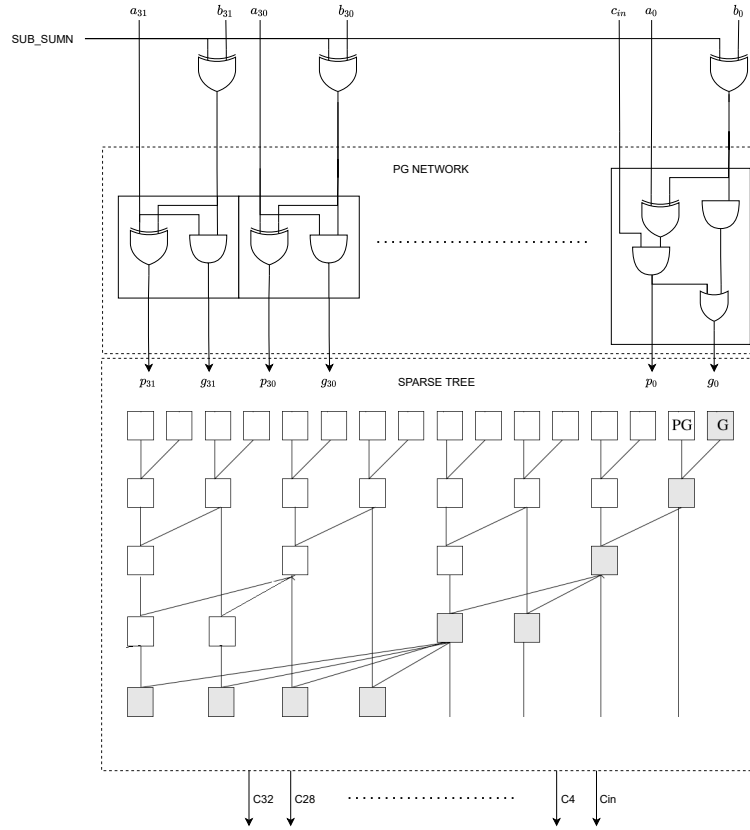 a31 b31 a30 b30 cin a0 b0
SUB_SUMN
PG NETWORK
p31 g31 p30 g30 SPARSE TREE p0 g0
PG G
C32 C28 C4 Cin